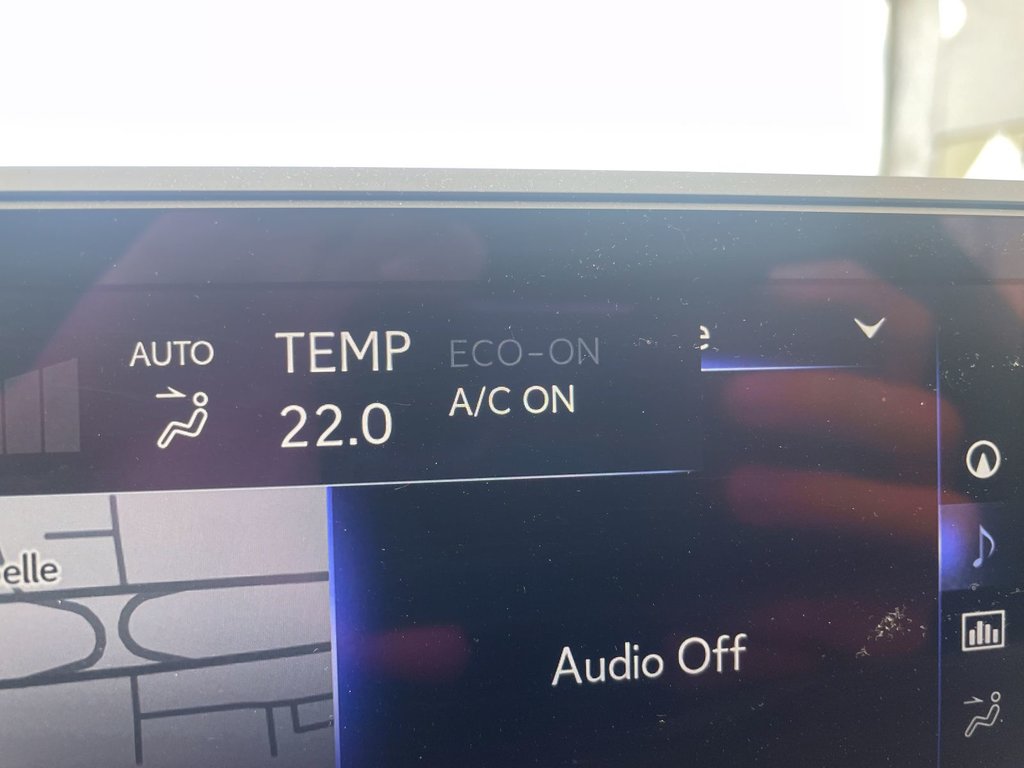 AUTO TEMP ECO-ON
22.0 A/C ON
elle
Audio Off